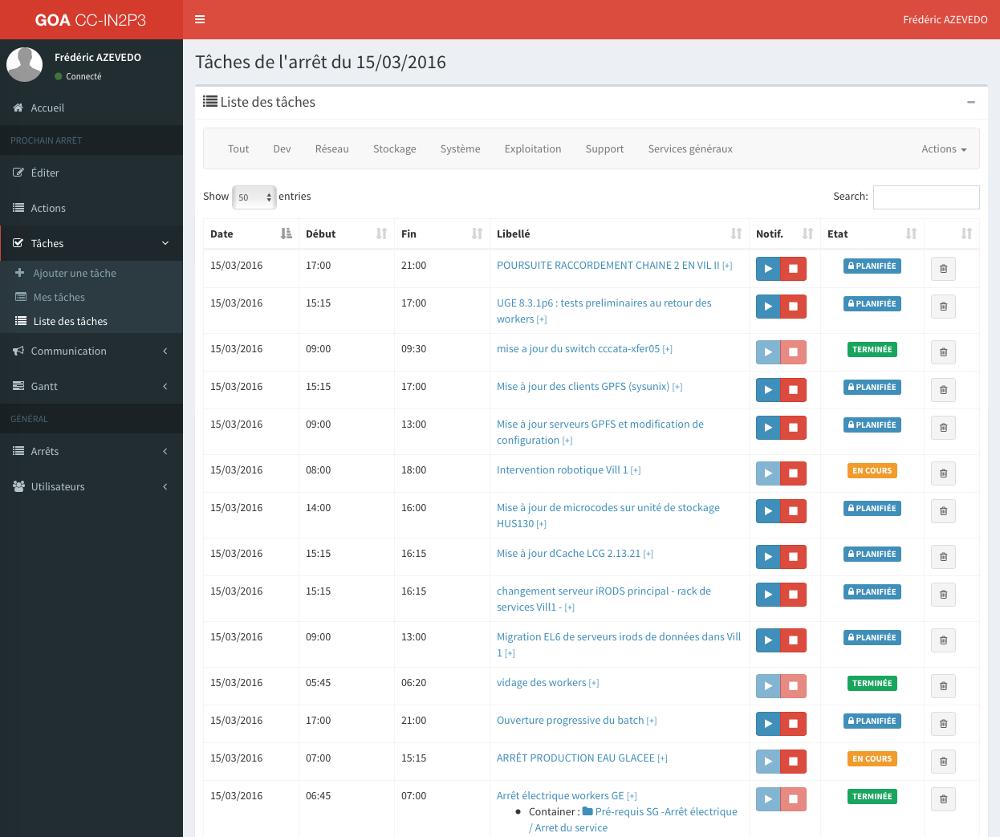 GOA CC-IN2P3
Frédéric AZEVEDO
Frédéric AZEVEDO
Connecté
Accueil
PROCHAIN ARRÊT
Éditer
Actions
Tâches
Ajouter une tâche
Mes tâches
Liste des tâches
Communication
Gantt
GÉNÉRAL
Arrêts
Utilisateurs
Tâches de l'arrêt du 15/03/2016
Liste des tâches
Tout Dev Réseau Stockage Système Exploitation Support Services généraux Actions
Show 50 entries Search:
Date Début Fin Libellé Notif. Etat
15/03/2016 17:00 21:00 POURSUITE RACCORDEMENT CHAINE 2 EN VIL II [+] PLANIFIÉE
15/03/2016 15:15 17:00 UGE 8.3.1p6 : tests preliminaires au retour des PLANIFIÉE
workers [+]
15/03/2016 09:00 09:30 mise a jour du switch cccata-xfer05 [+] TERMINÉE
15/03/2016 15:15 17:00 Mise à jour des clients GPFS (sysunix) [+] PLANIFIÉE
15/03/2016 09:00 13:00 Mise à jour serveurs GPFS et modification de PLANIFIÉE
configuration [+]
15/03/2016 08:00 18:00 Intervention robotique Vill 1 [+] EN COURS
15/03/2016 14:00 16:00 Mise à jour de microcodes sur unité de stockage PLANIFIÉE
HUS130 [+]
15/03/2016 15:15 16:15 Mise à jour dCache LCG 2.13.21 [+] PLANIFIÉE
15/03/2016 15:15 16:15 changement serveur iRODS principal - rack de PLANIFIÉE
services Vill1 - [+]
15/03/2016 09:00 13:00 Migration EL6 de serveurs irods de données dans Vill PLANIFIÉE
1 [+]
15/03/2016 05:45 06:20 vidage des workers [+] TERMINÉE
15/03/2016 17:00 21:00 Ouverture progressive du batch [+] PLANIFIÉE
15/03/2016 07:00 15:15 ARRÊT PRODUCTION EAU GLACEE [+] EN COURS
15/03/2016 06:45 07:00 Arrêt électrique workers GE [+] TERMINÉE
Container : Pré-requis SG -Arrêt électrique
/ Arret du service